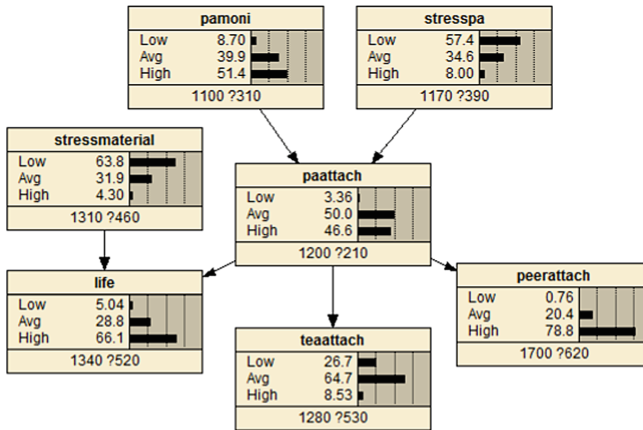 pamoni
Low 8.70
Avg 39.9
High 51.4
1100 ?310
stresspa
Low 57.4
Avg 34.6
High 8.00
1170 ?390
stressmaterial
Low 63.8
Avg 31.9
High 4.30
1310 ?460
paattach
Low 3.36
Avg 50.0
High 46.6
1200 ?210
life
Low 5.04
Avg 28.8
High 66.1
1340 ?520
peerattach
Low 0.76
Avg 20.4
High 78.8
1700 ?620
teaattach
Low 26.7
Avg 64.7
High 8.53
1280 ?530